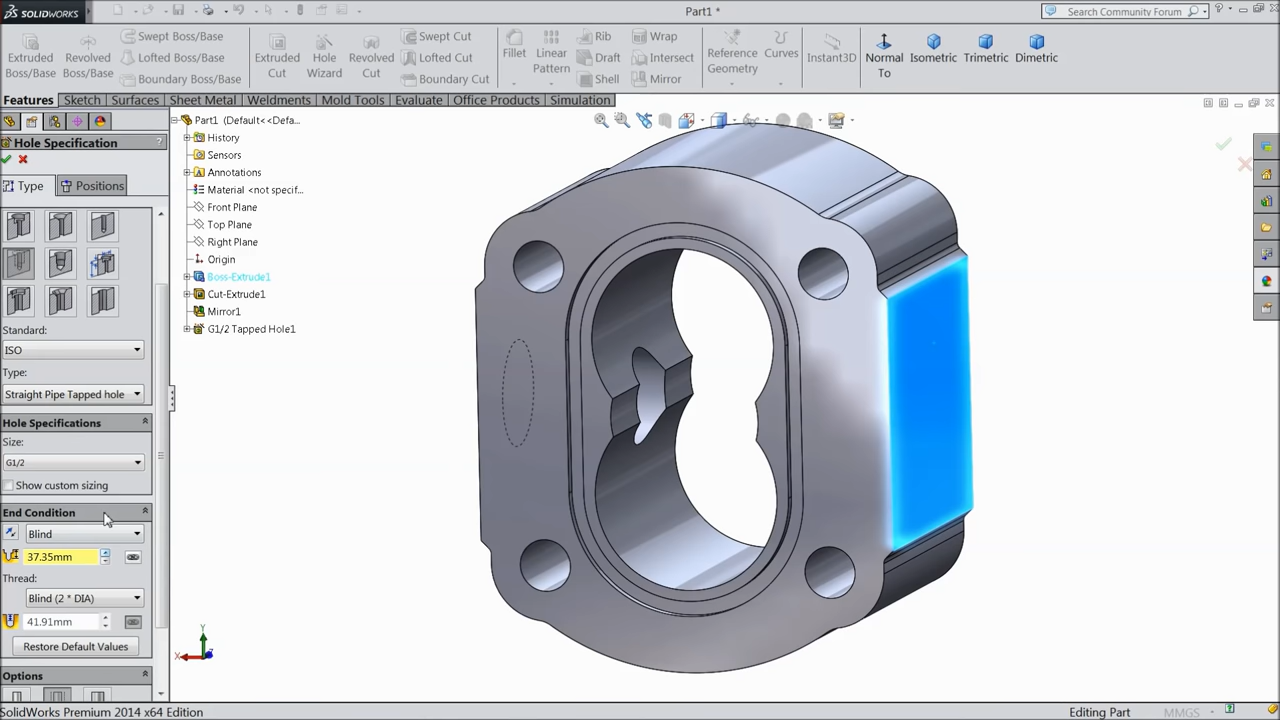 SOLIDWORKS
Part1 *
Search Community Forum
Extruded Boss/Base
Revolved Boss/Base
Swept Boss/Base
Lofted Boss/Base
Boundary Boss/Base
Extruded Cut
Hole Wizard
Revolved Cut
Swept Cut
Lofted Cut
Boundary Cut
Fillet
Linear Pattern
Rib
Draft
Shell
Wrap
Intersect
Mirror
Reference Geometry
Curves
Instant3D
Normal To
Isometric
Trimetric
Dimetric
Features
Sketch
Surfaces
Sheet Metal
Weldments
Mold Tools
Evaluate
Office Products
Simulation
Hole Specification
?
Type
Positions
Standard:
ISO
Type:
Straight Pipe Tapped hole
Hole Specifications
Size:
G1/2
Show custom sizing
End Condition
Blind
37.35mm
Thread:
Blind (2 * DIA)
41.91mm
Restore Default Values
Options
Part1 (Default<<Defa...
History
Sensors
Annotations
Material <not specif...
Front Plane
Top Plane
Right Plane
Origin
Boss-Extrude1
Cut-Extrude1
Mirror1
G1/2 Tapped Hole1
Y
X
SolidWorks Premium 2014 x64 Edition
Editing Part
MMGS